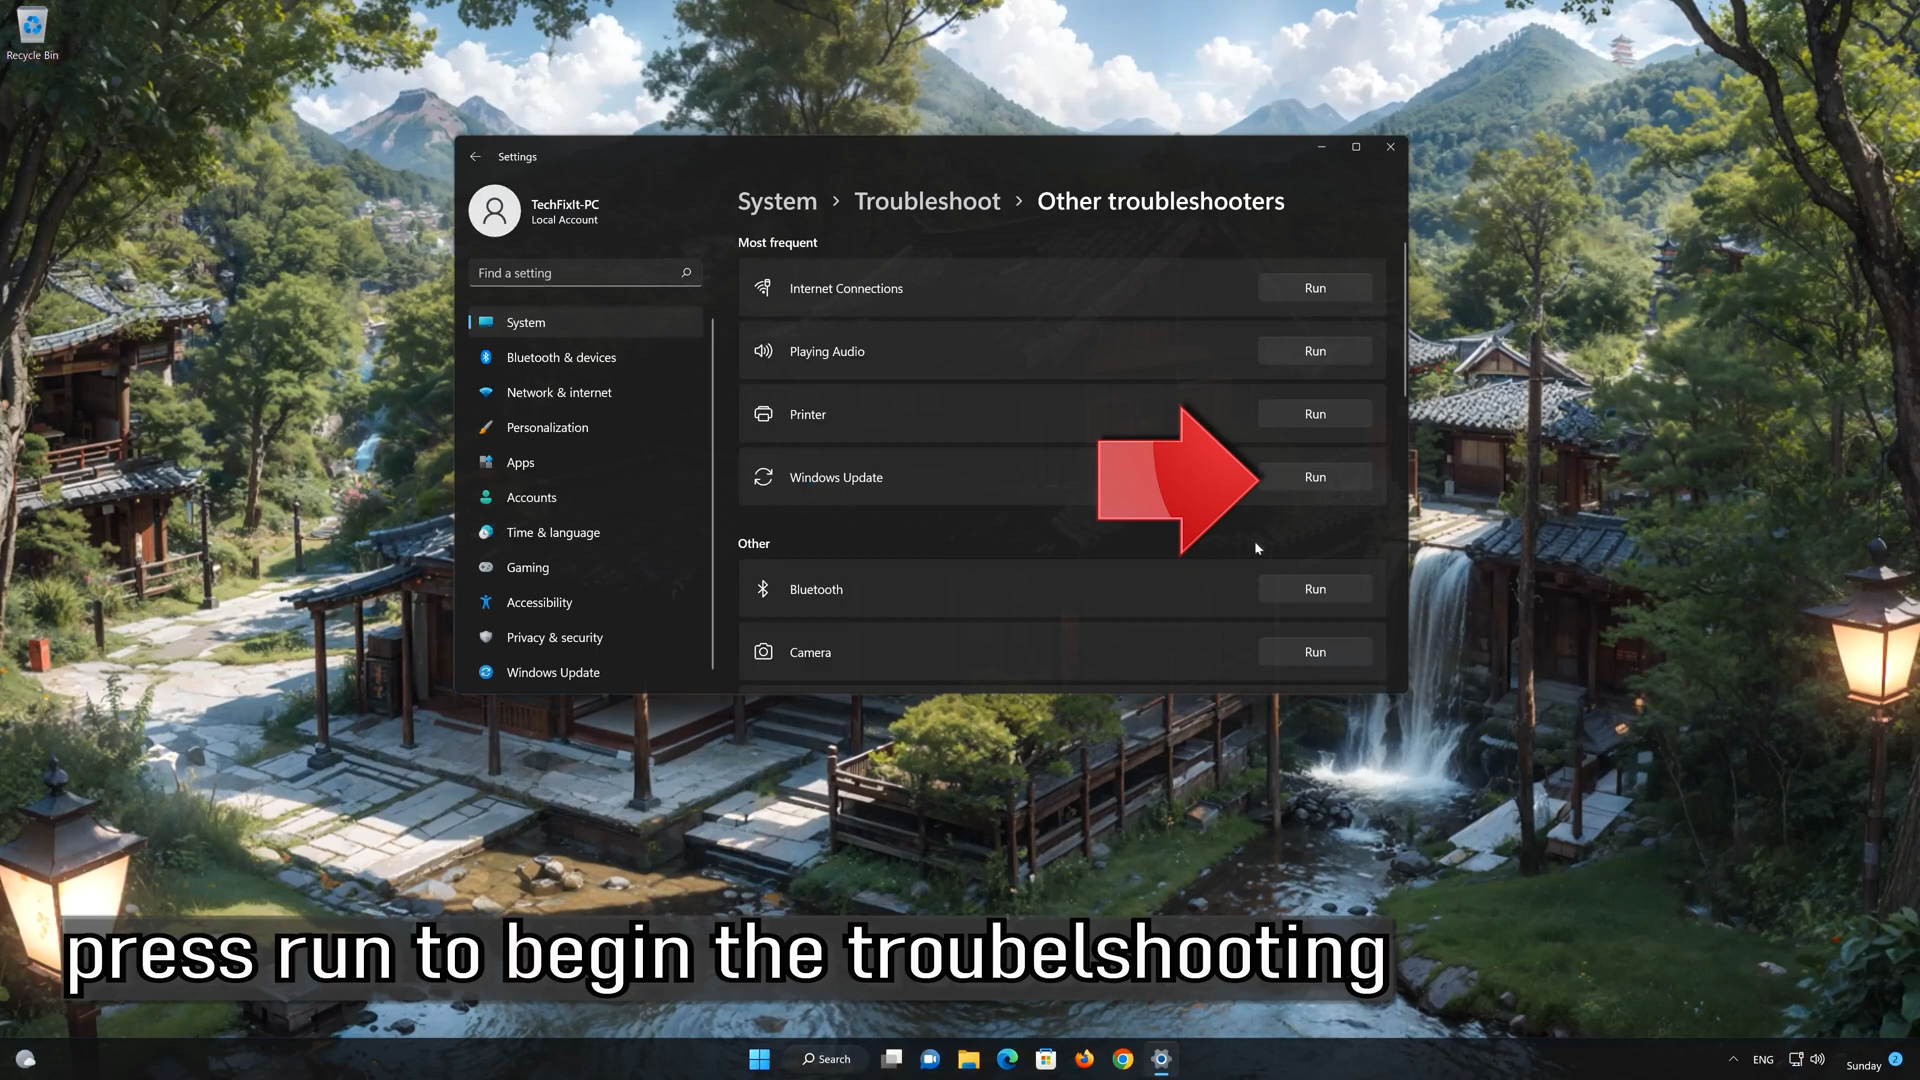 Recycle Bin
Settings
TechFixIt-PC
Local Account
Find a setting
System
Bluetooth & devices
Network & internet
Personalization
Apps
Accounts
Time & language
Gaming
Accessibility
Privacy & security
Windows Update
System > Troubleshoot > Other troubleshooters
Most frequent
Internet Connections Run
Playing Audio Run
Printer Run
Windows Update Run
Other
Bluetooth Run
Camera Run
press run to begin the troubelshooting
Search
ENG
Sunday
2